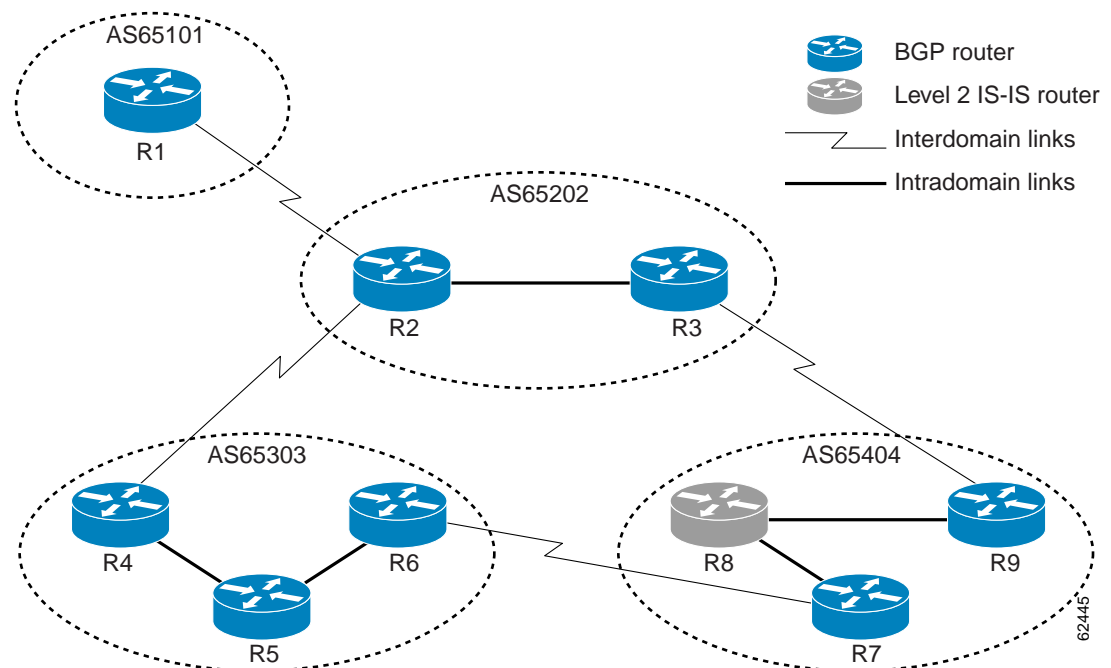 AS65101
R1
BGP router
Level 2 IS-IS router
Interdomain links
Intradomain links
AS65202
R2
R3
AS65303
R4
R6
R5
AS65404
R8
R9
R7
62445